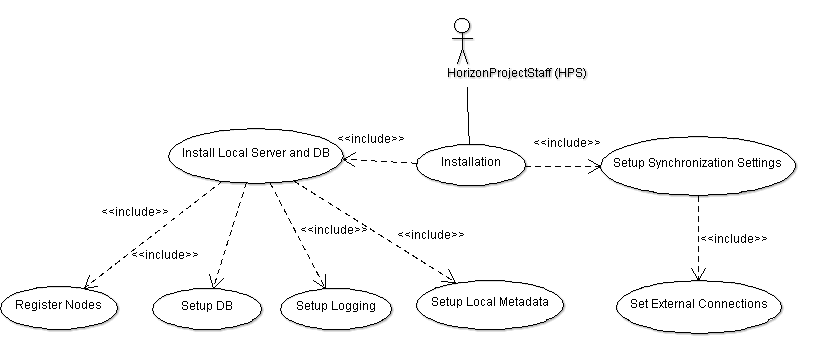 HorizonProjectStaff (HPS)
<<include>>
<<include>>
Install Local Server and DB
Installation
Setup Synchronization Settings
<<include>>
<<include>>
<<include>>
<<include>>
<<include>>
Register Nodes
Setup DB
Setup Logging
Setup Local Metadata
Set External Connections